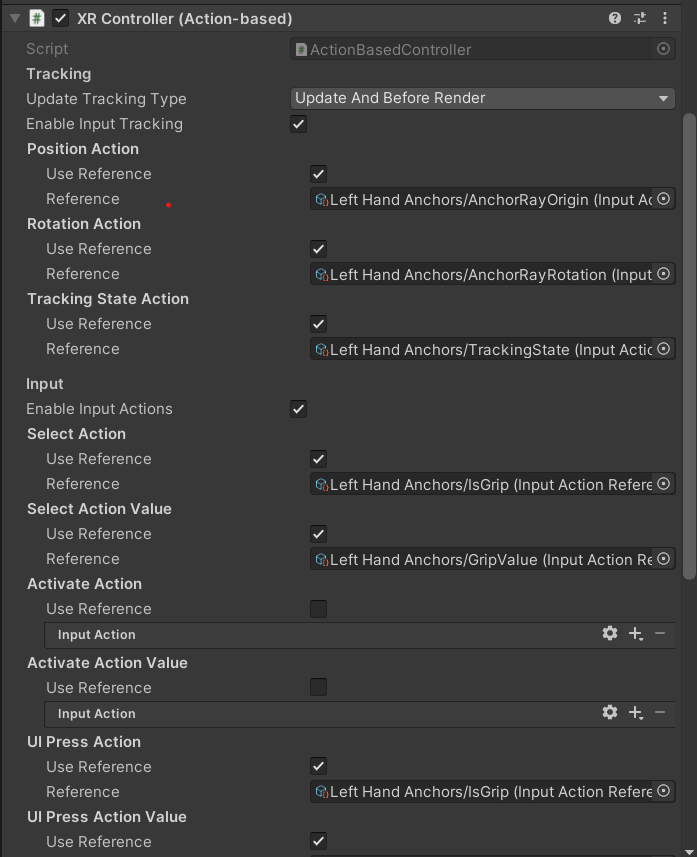 XR Controller (Action-based)
Script ActionBasedController
Tracking
Update Tracking Type Update And Before Render
Enable Input Tracking
Position Action
Use Reference
Reference Left Hand Anchors/AnchorRayOrigin (Input Ac
Rotation Action
Use Reference
Reference Left Hand Anchors/AnchorRayRotation (Input
Tracking State Action
Use Reference
Reference Left Hand Anchors/TrackingState (Input Actic
Input
Enable Input Actions
Select Action
Use Reference
Reference Left Hand Anchors/IsGrip (Input Action Refere
Select Action Value
Use Reference
Reference Left Hand Anchors/GripValue (Input Action Re
Activate Action
Use Reference
Input Action
Activate Action Value
Use Reference
Input Action
UI Press Action
Use Reference
Reference Left Hand Anchors/IsGrip (Input Action Refere
UI Press Action Value
Use Reference